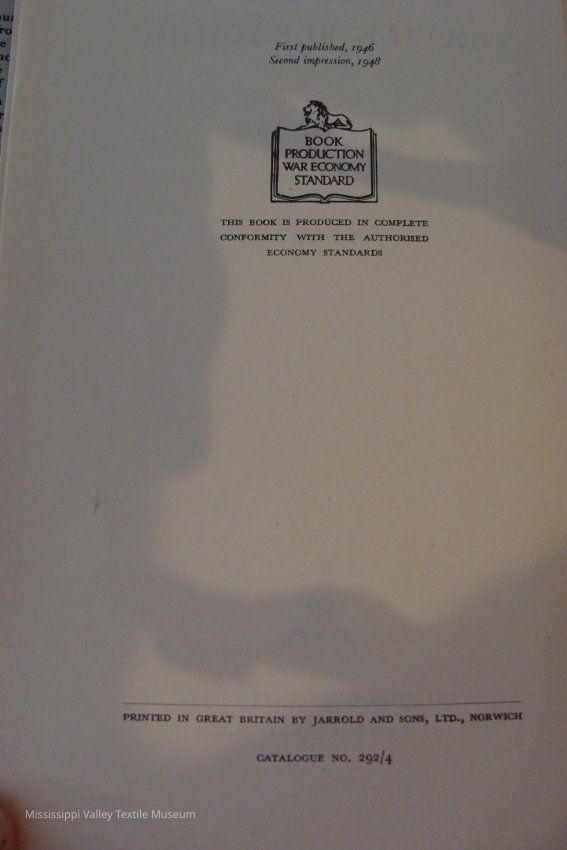 First published, 1946
Second impression, 1948
BOOK
PRODUCTION
WAR ECONOMY
STANDARD
THIS BOOK IS PRODUCED IN COMPLETE
CONFORMITY WITH THE AUTHORISED
ECONOMY STANDARDS
PRINTED IN GREAT BRITAIN BY JARROLD AND SONS, LTD., NORWICH
CATALOGUE NO. 292/4
Mississippi Valley Textile Museum